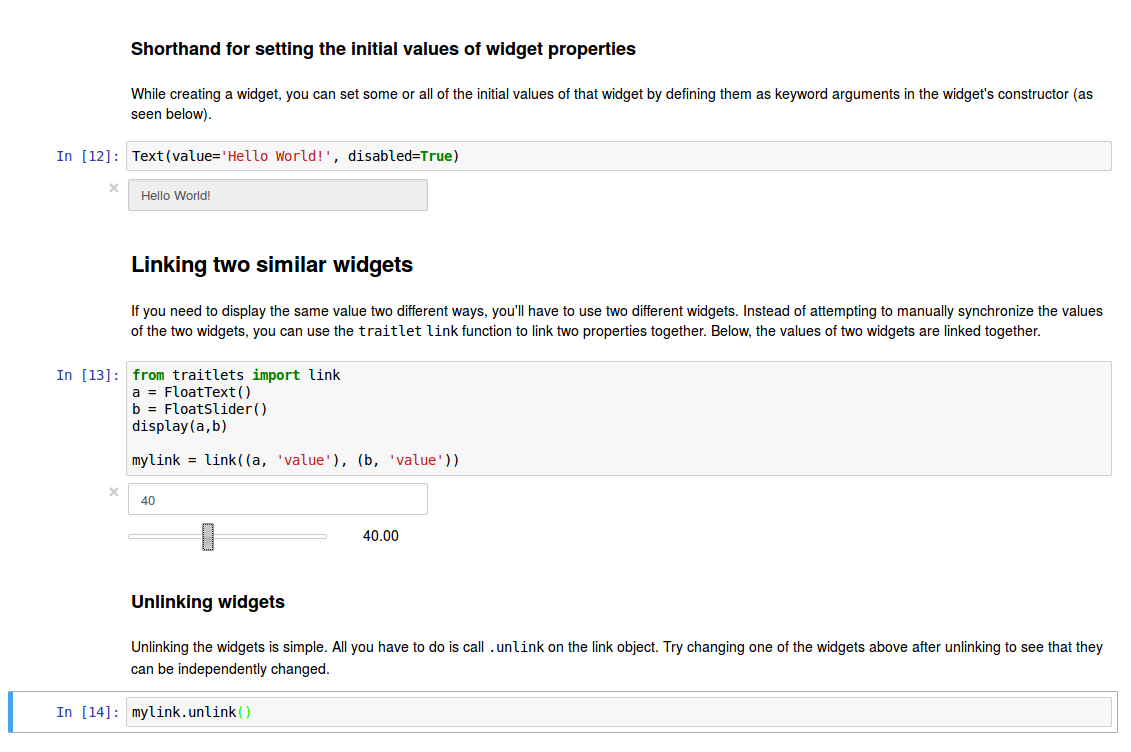 Shorthand for setting the initial values of widget properties
While creating a widget, you can set some or all of the initial values of that widget by defining them as keyword arguments in the widget's constructor (as
seen below).
In [12]: Text(value='Hello World!', disabled=True)
Hello World!
Linking two similar widgets
If you need to display the same value two different ways, you'll have to use two different widgets. Instead of attempting to manually synchronize the values
of the two widgets, you can use the traitlet link function to link two properties together. Below, the values of two widgets are linked together.
In [13]: from traitlets import link
a = FloatText()
b = FloatSlider()
display(a,b)
mylink = link((a, 'value'), (b, 'value'))
40
40.00
Unlinking widgets
Unlinking the widgets is simple. All you have to do is call .unlink on the link object. Try changing one of the widgets above after unlinking to see that they
can be independently changed.
In [14]: mylink.unlink()